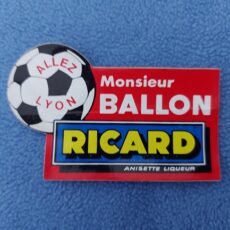 ALLEZ
LYON
Monsieur
BALLON
RICARD
ANISETTE LIQUEUR